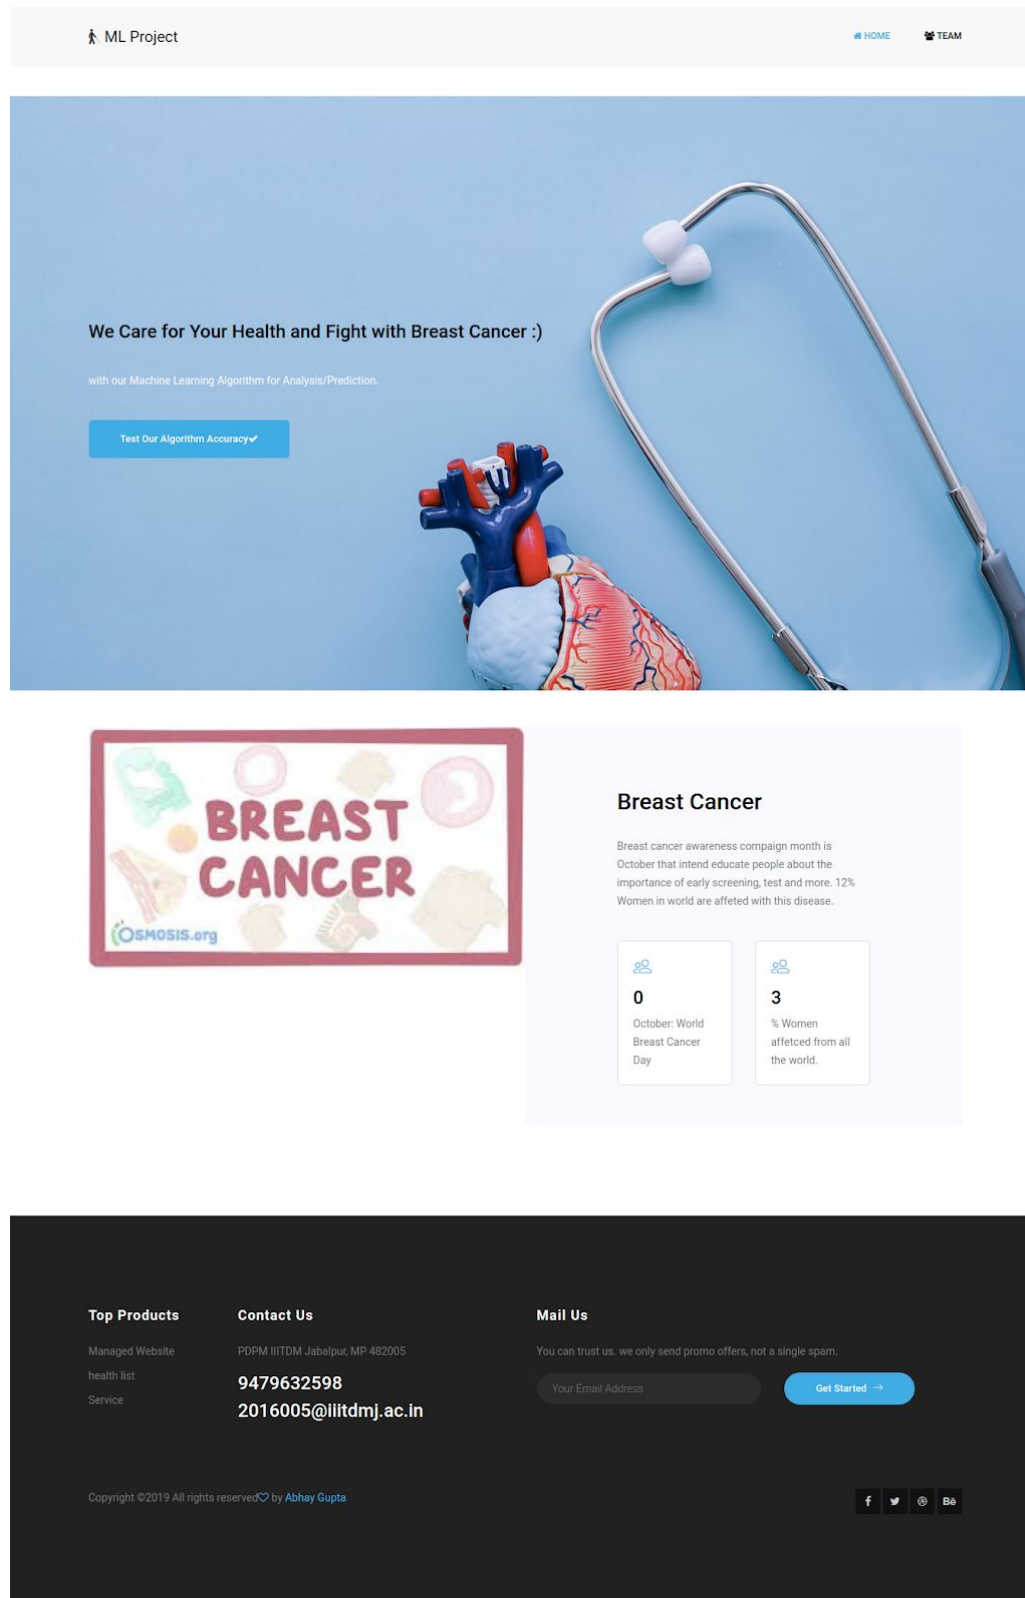 ML Project
HOME
TEAM
We Care for Your Health and Fight with Breast Cancer :)
with our Machine Learning Algorithm for Analysis/Prediction.
Test Our Algorithm Accuracy
BREAST
CANCER
OSMOSIS.org
Breast Cancer
Breast cancer awareness compaign month is
October that intend educate people about the
importance of early screening, test and more. 12%
Women in world are affeted with this disease.
0
October: World
Breast Cancer
Day
3
% Women
affetced from all
the world.
Top Products
Managed Website
health list
Service
Contact Us
PDPM IIITDM Jabalpur, MP 482005
9479632598
2016005@iiitdmj.ac.in
Mail Us
You can trust us. we only send promo offers, not a single spam.
Your Email Address
Get Started
Copyright ©2019 All rights reserved by Abhay Gupta